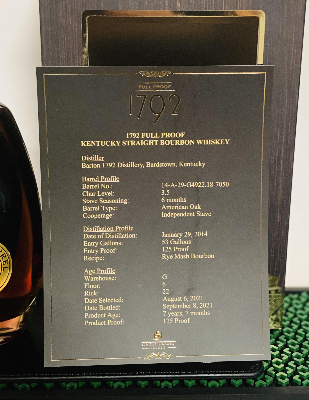 FULL PROOF
1792
1792 FULL PROOF
KENTUCKY STRAIGHT BOURBON WHISKEY
Distiller
Barton 1792 Distillery, Bardstown, Kentucky
Barrel Profile
Barrel No.: 14-A-29-G4922.18-7050
Char Level: 3.5
Stave Seasoning: 6 months
Barrel Type: American Oak
Cooperage: Independent Stave
Distillation Profile
Date of Distillation: January 29, 2014
Entry Gallons: 53 Gallons
Entry Proof: 125 Proof
Recipe: Rye Mash Bourbon
Age Profile
Warehouse: G
Floor: 6
Rick: 22
Date Selected: August 6, 2021
Date Bottled: September 8, 2021
Product Age: 7 years, 7 months
Product Proof: 125 Proof